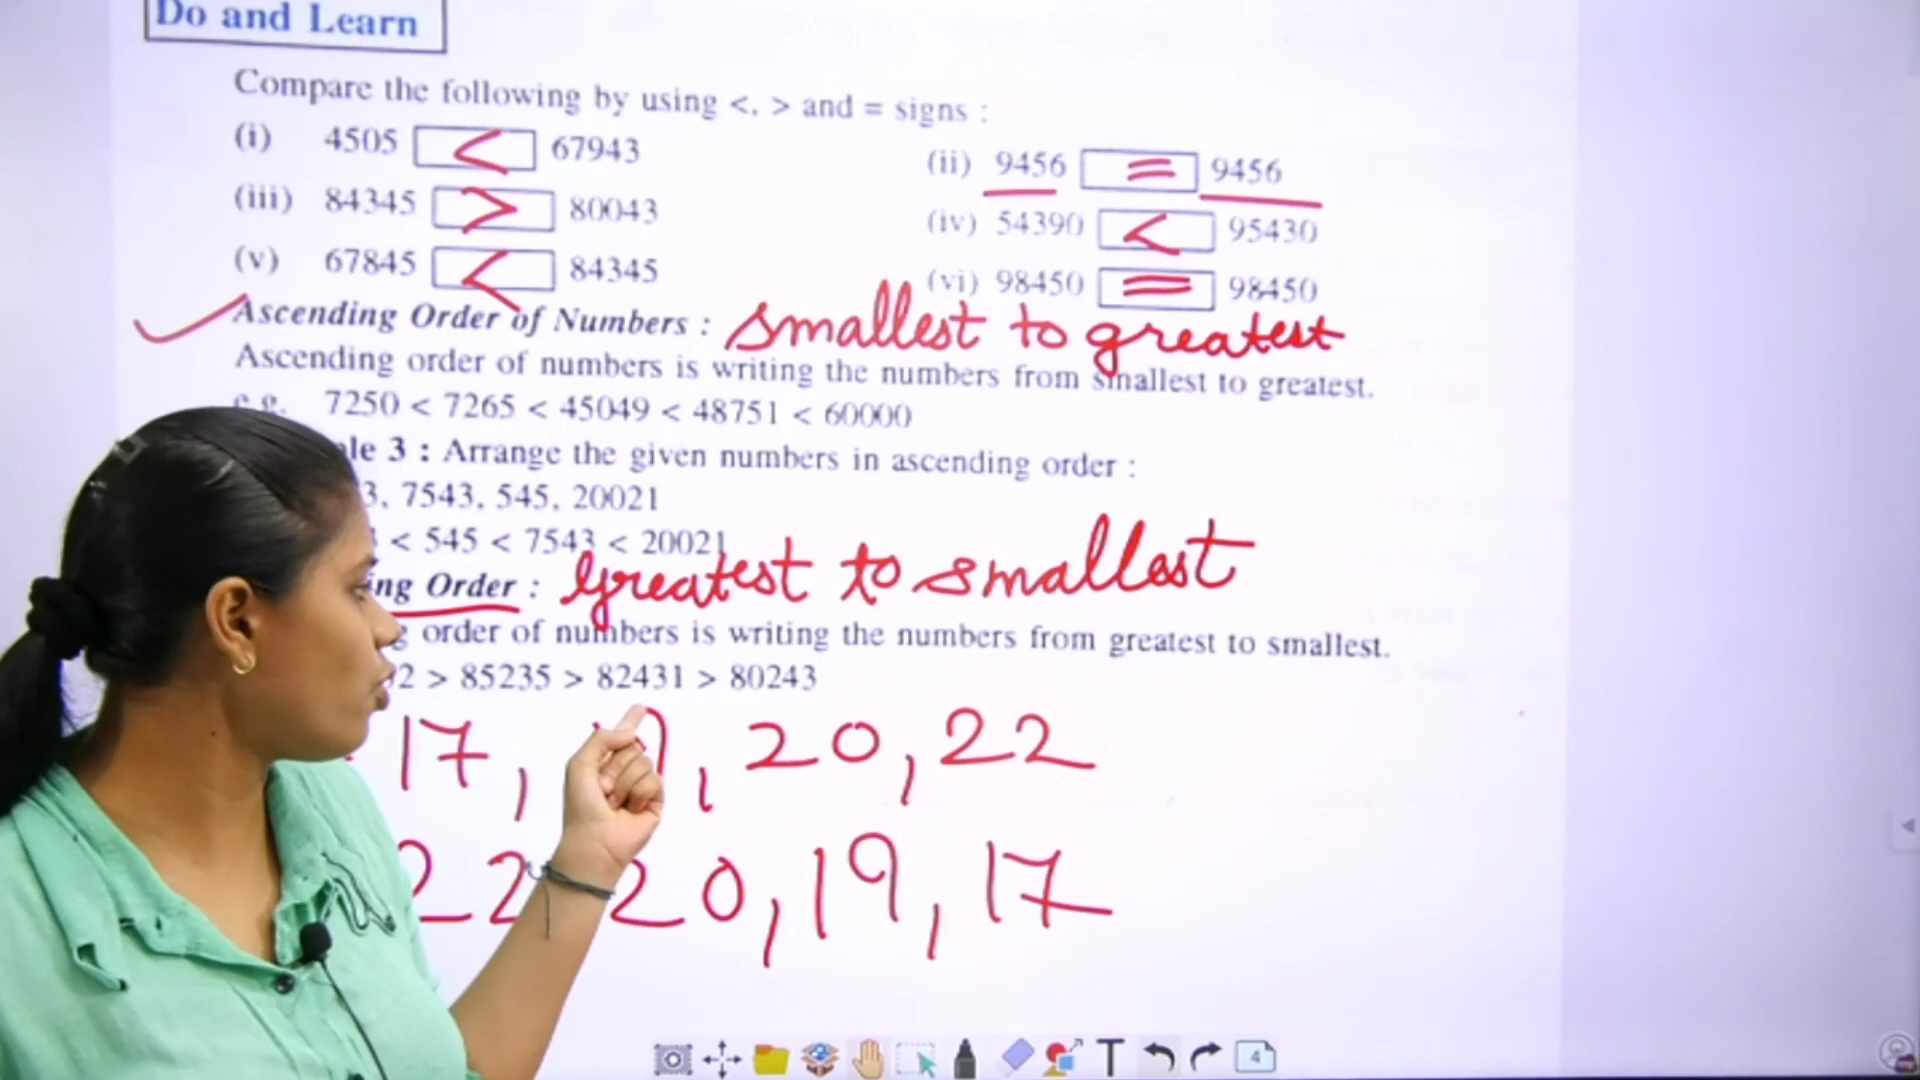 Do and Learn
Compare the following by using <, > and = signs :
(i) 4505 < 67943 (ii) 9456 = 9456
(iii) 84345 > 80043 (iv) 54390 < 95430
(v) 67845 < 84345 (vi) 98450 = 98450
Ascending Order of Numbers : smallest to greatest
Ascending order of numbers is writing the numbers from smallest to greatest.
e.g. 7250 < 7265 < 45049 < 48751 < 60000
le 3 : Arrange the given numbers in ascending order :
3, 7543, 545, 20021
< 545 < 7543 < 20021
ing Order : Greatest to smallest
order of numbers is writing the numbers from greatest to smallest.
2 > 85235 > 82431 > 80243
17, , 20, 22
22 20, 19, 17
T 4